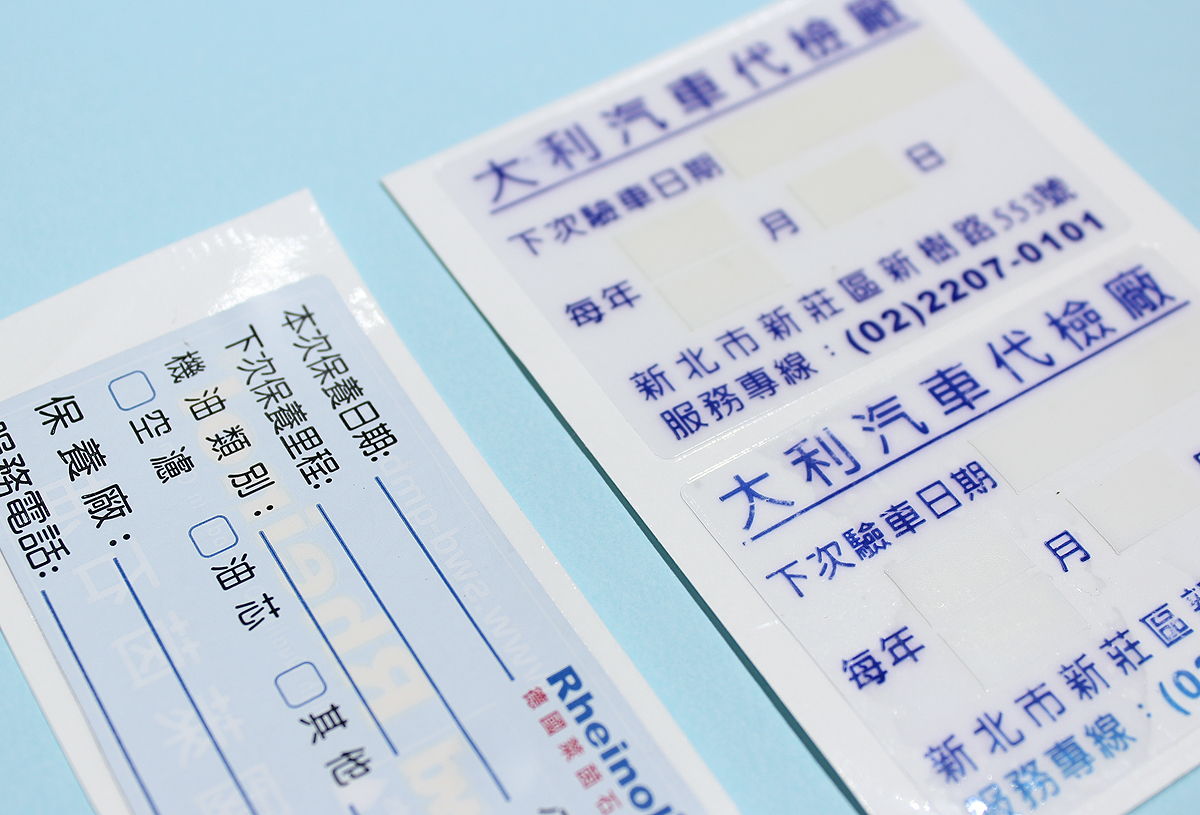 大利汽車代檢廠
下次驗車日期
每年 月 日
新北市新莊區新樹路553號
服務專線：(02)2207-0101
大利汽車代檢廠
下次驗車日期
每年 月
新北市新莊區
服務專線：(0
本次保養日期:
下次保養里程:
機油類別:
空濾 油芯 其他
保養廠:
服務電話:
Rheinol